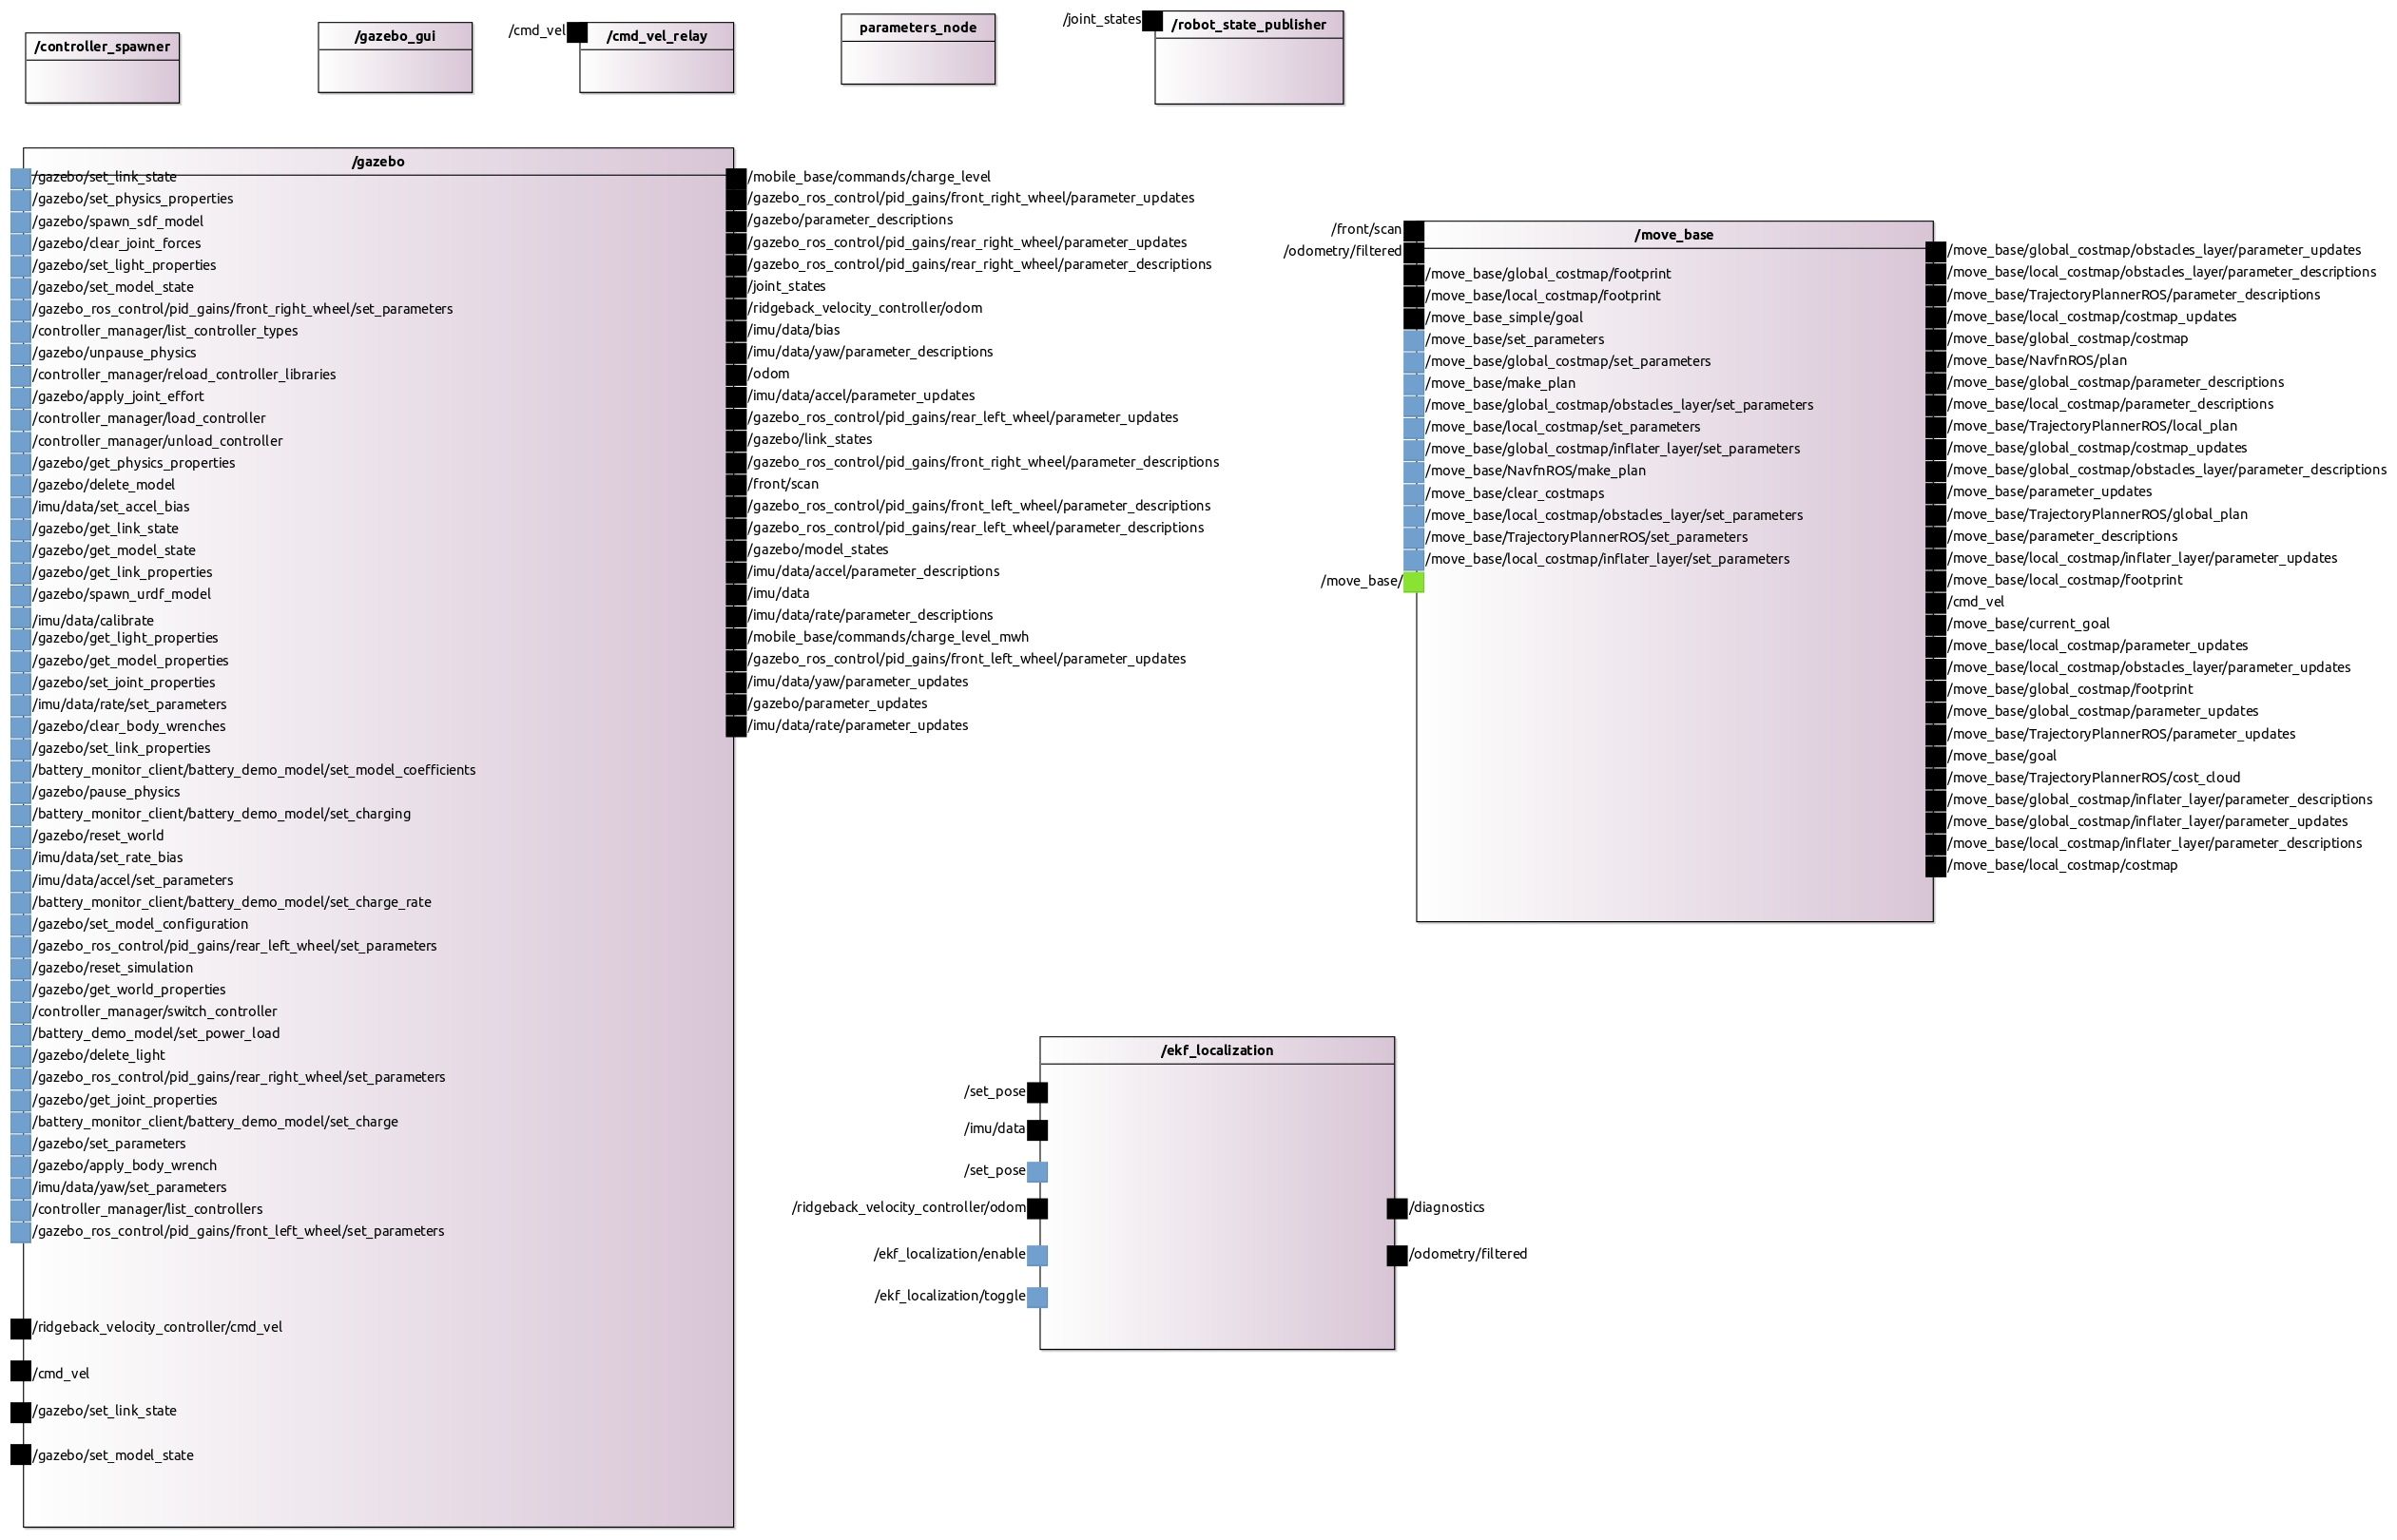 /controller_spawner
/gazebo_gui
/cmd_vel
/cmd_vel_relay
parameters_node
/joint_states
/robot_state_publisher
/gazebo
/gazebo/set_link_state
/gazebo/set_physics_properties
/gazebo/spawn_sdf_model
/gazebo/clear_joint_forces
/gazebo/set_light_properties
/gazebo/set_model_state
/gazebo_ros_control/pid_gains/front_right_wheel/set_parameters
/controller_manager/list_controller_types
/gazebo/unpause_physics
/controller_manager/reload_controller_libraries
/gazebo/apply_joint_effort
/controller_manager/load_controller
/controller_manager/unload_controller
/gazebo/get_physics_properties
/gazebo/delete_model
/imu/data/set_accel_bias
/gazebo/get_link_state
/gazebo/get_model_state
/gazebo/get_link_properties
/gazebo/spawn_urdf_model
/imu/data/calibrate
/gazebo/get_light_properties
/gazebo/get_model_properties
/gazebo/set_joint_properties
/imu/data/rate/set_parameters
/gazebo/clear_body_wrenches
/gazebo/set_link_properties
/battery_monitor_client/battery_demo_model/set_model_coefficients
/gazebo/pause_physics
/battery_monitor_client/battery_demo_model/set_charging
/gazebo/reset_world
/imu/data/set_rate_bias
/imu/data/accel/set_parameters
/battery_monitor_client/battery_demo_model/set_charge_rate
/gazebo/set_model_configuration
/gazebo_ros_control/pid_gains/rear_left_wheel/set_parameters
/gazebo/reset_simulation
/gazebo/get_world_properties
/controller_manager/switch_controller
/battery_demo_model/set_power_load
/gazebo/delete_light
/gazebo_ros_control/pid_gains/rear_right_wheel/set_parameters
/gazebo/get_joint_properties
/battery_monitor_client/battery_demo_model/set_charge
/gazebo/set_parameters
/gazebo/apply_body_wrench
/imu/data/yaw/set_parameters
/controller_manager/list_controllers
/gazebo_ros_control/pid_gains/front_left_wheel/set_parameters
/ridgeback_velocity_controller/cmd_vel
/cmd_vel
/gazebo/set_link_state
/gazebo/set_model_state
/mobile_base/commands/charge_level
/gazebo_ros_control/pid_gains/front_right_wheel/parameter_updates
/gazebo/parameter_descriptions
/gazebo_ros_control/pid_gains/rear_right_wheel/parameter_updates
/gazebo_ros_control/pid_gains/rear_right_wheel/parameter_descriptions
/joint_states
/ridgeback_velocity_controller/odom
/imu/data/bias
/imu/data/yaw/parameter_descriptions
/odom
/imu/data/accel/parameter_updates
/gazebo_ros_control/pid_gains/rear_left_wheel/parameter_updates
/gazebo/link_states
/gazebo_ros_control/pid_gains/front_right_wheel/parameter_descriptions
/front/scan
/gazebo_ros_control/pid_gains/front_left_wheel/parameter_descriptions
/gazebo_ros_control/pid_gains/rear_left_wheel/parameter_descriptions
/gazebo/model_states
/imu/data/accel/parameter_descriptions
/imu/data
/imu/data/rate/parameter_descriptions
/mobile_base/commands/charge_level_mwh
/gazebo_ros_control/pid_gains/front_left_wheel/parameter_updates
/imu/data/yaw/parameter_updates
/gazebo/parameter_updates
/imu/data/rate/parameter_updates
/move_base
/front/scan
/odometry/filtered
/move_base/global_costmap/footprint
/move_base/local_costmap/footprint
/move_base_simple/goal
/move_base/set_parameters
/move_base/global_costmap/set_parameters
/move_base/make_plan
/move_base/global_costmap/obstacles_layer/set_parameters
/move_base/local_costmap/set_parameters
/move_base/global_costmap/inflater_layer/set_parameters
/move_base/NavfnROS/make_plan
/move_base/clear_costmaps
/move_base/local_costmap/obstacles_layer/set_parameters
/move_base/TrajectoryPlannerROS/set_parameters
/move_base/local_costmap/inflater_layer/set_parameters
/move_base/
/move_base/global_costmap/obstacles_layer/parameter_updates
/move_base/local_costmap/obstacles_layer/parameter_descriptions
/move_base/TrajectoryPlannerROS/parameter_descriptions
/move_base/local_costmap/costmap_updates
/move_base/global_costmap/costmap
/move_base/NavfnROS/plan
/move_base/global_costmap/parameter_descriptions
/move_base/local_costmap/parameter_descriptions
/move_base/TrajectoryPlannerROS/local_plan
/move_base/global_costmap/costmap_updates
/move_base/global_costmap/obstacles_layer/parameter_descriptions
/move_base/parameter_updates
/move_base/TrajectoryPlannerROS/global_plan
/move_base/parameter_descriptions
/move_base/local_costmap/inflater_layer/parameter_updates
/move_base/local_costmap/footprint
/cmd_vel
/move_base/current_goal
/move_base/local_costmap/parameter_updates
/move_base/local_costmap/obstacles_layer/parameter_updates
/move_base/global_costmap/footprint
/move_base/global_costmap/parameter_updates
/move_base/TrajectoryPlannerROS/parameter_updates
/move_base/goal
/move_base/TrajectoryPlannerROS/cost_cloud
/move_base/global_costmap/inflater_layer/parameter_descriptions
/move_base/global_costmap/inflater_layer/parameter_updates
/move_base/local_costmap/inflater_layer/parameter_descriptions
/move_base/local_costmap/costmap
/ekf_localization
/set_pose
/imu/data
/set_pose
/ridgeback_velocity_controller/odom
/ekf_localization/enable
/ekf_localization/toggle
/diagnostics
/odometry/filtered